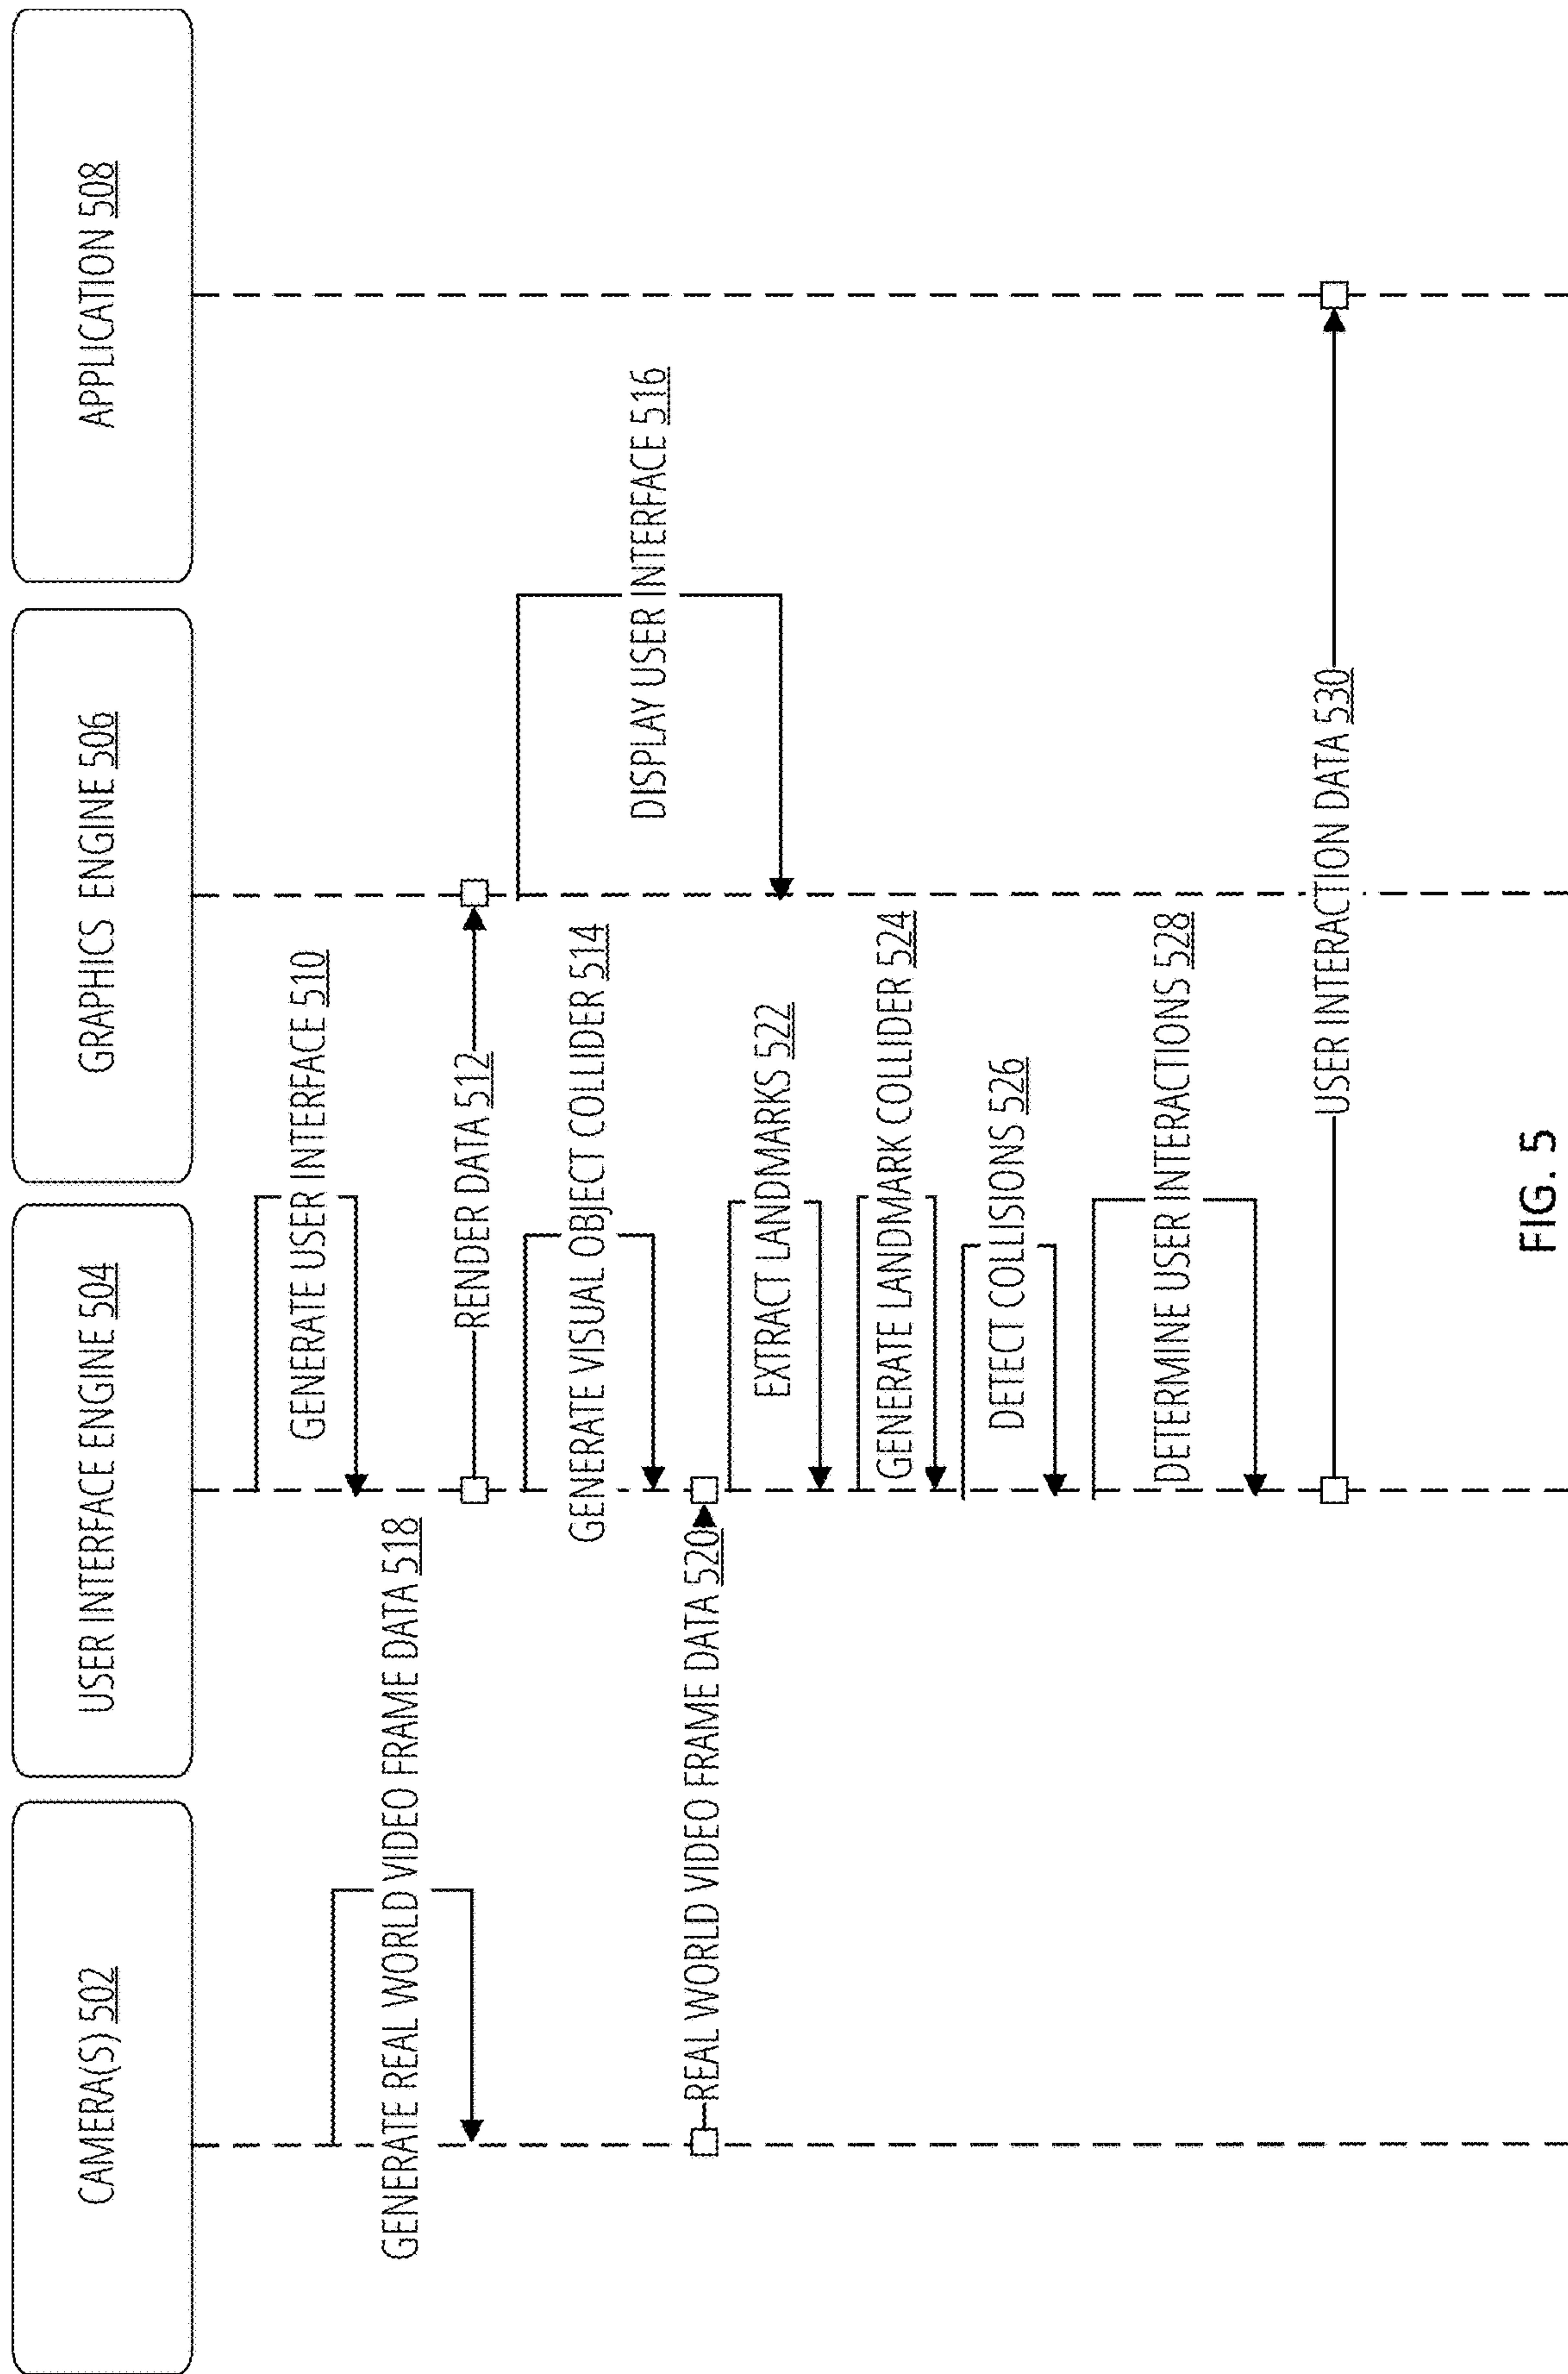 CAMERA(S) 502
USER INTERFACE ENGINE 504
GRAPHICS ENGINE 506
APPLICATION 508
GENERATE USER INTERFACE 510
GENERATE REAL WORLD VIDEO FRAME DATA 518
RENDER DATA 512
GENERATE VISUAL OBJECT COLLIDER 514
DISPLAY USER INTERFACE 516
REAL WORLD VIDEO FRAME DATA 520
EXTRACT LANDMARKS 522
GENERATE LANDMARK COLLIDER 524
DETECT COLLISIONS 526
DETERMINE USER INTERACTIONS 528
USER INTERACTION DATA 530
FIG. 5